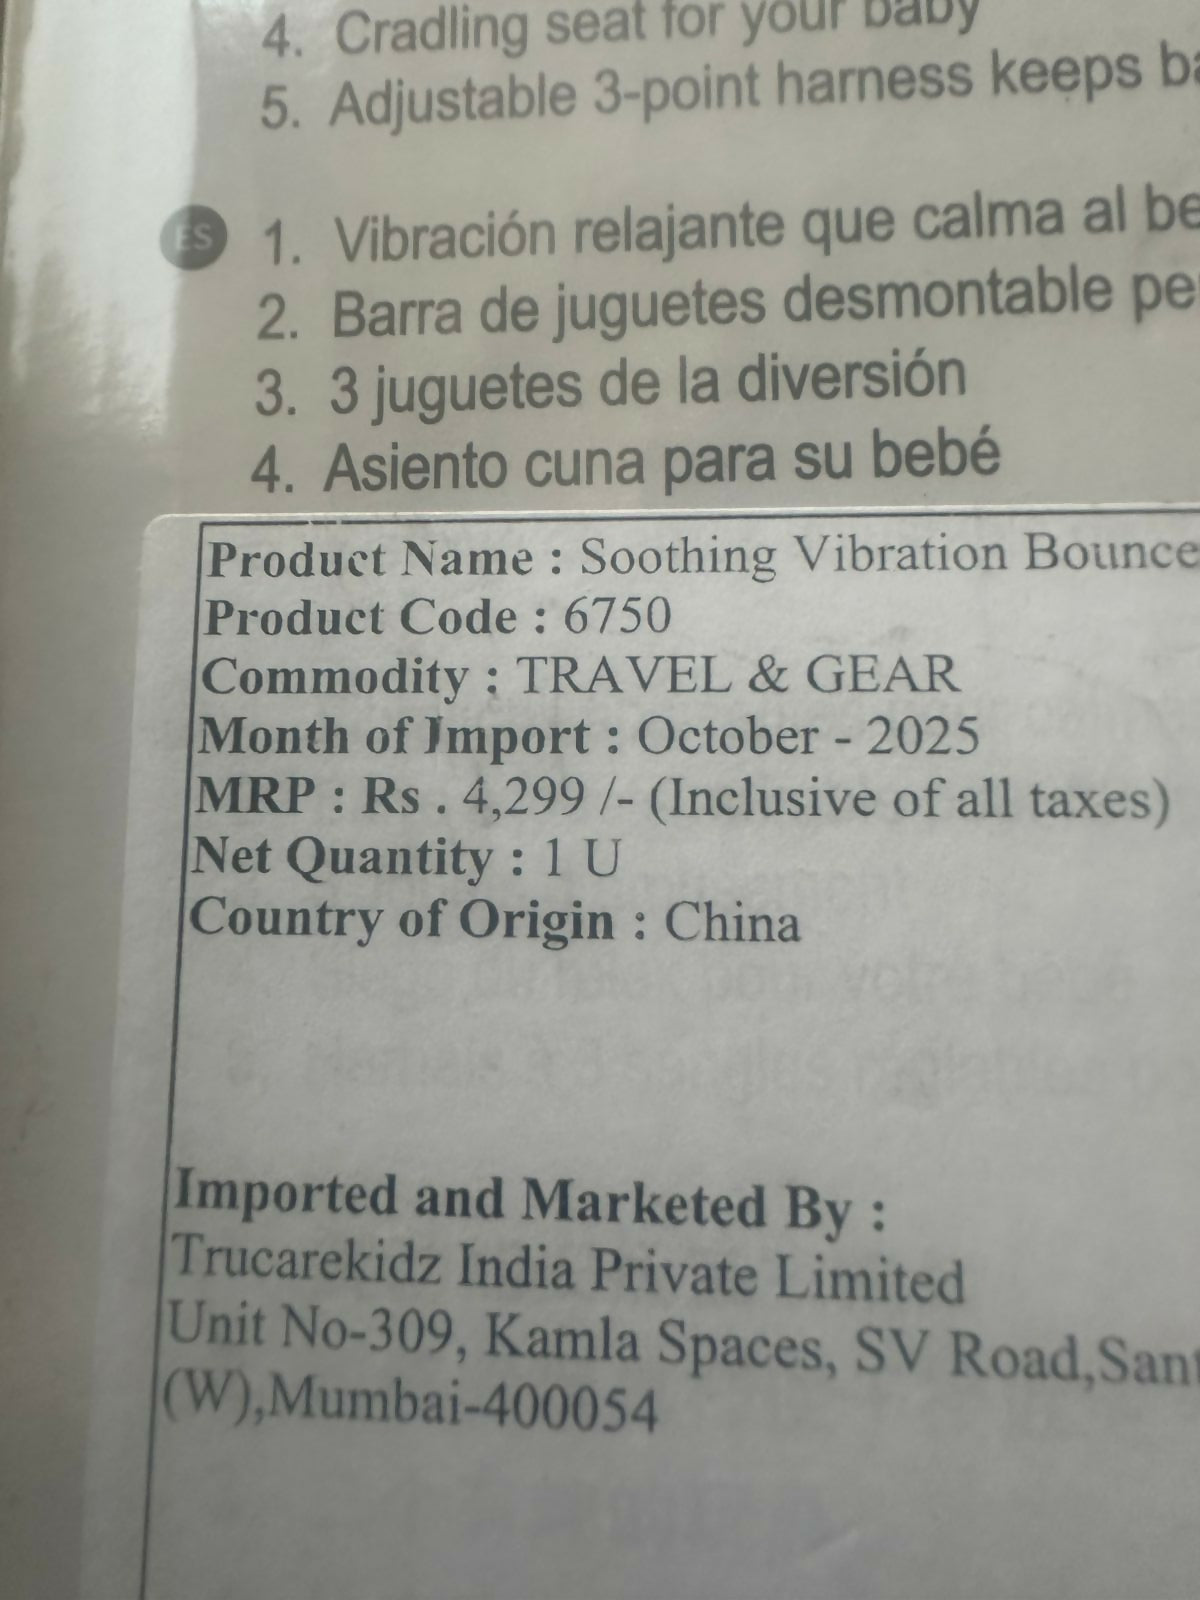 4. Cradling seat for your baby
5. Adjustable 3-point harness keeps
ES 1. Vibración relajante que calma al
2. Barra de juguetes desmontable
3. 3 juguetes de la diversión
4. Asiento cuna para su bebé
Product Name : Soothing Vibration
Product Code : 6750
Commodity : TRAVEL & GEAR
Month of Import : October - 2025
MRP : Rs . 4,299 /- (Inclusive of all taxes)
Net Quantity : 1 U
Country of Origin : China
Imported and Marketed By :
Trucarekidz India Private Limited
Unit No-309, Kamla Spaces, SV Road,
(W),Mumbai-400054